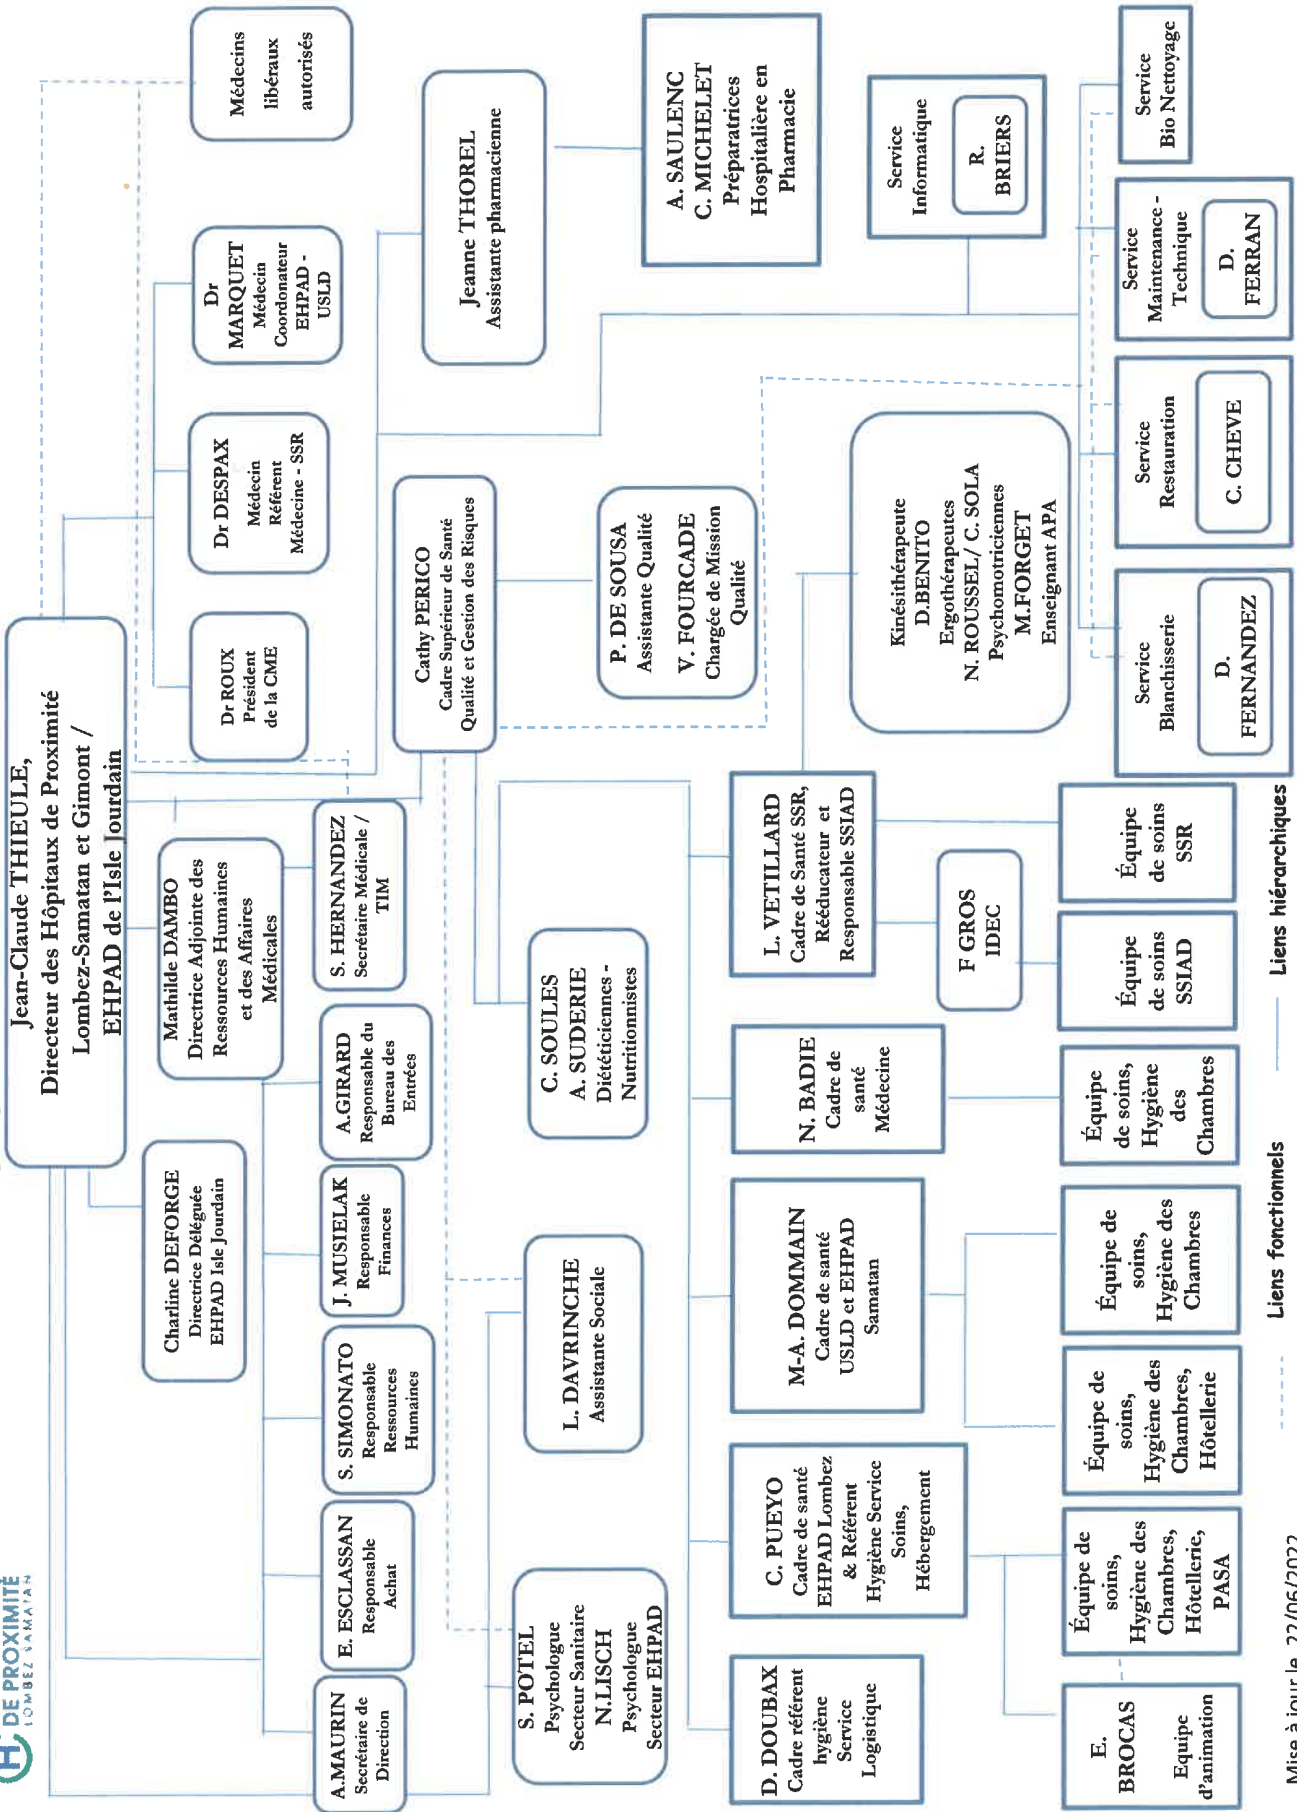 DE PROXIMITÉ
LOMBEZ SAMATAN
Jean-Claude THIEULE,
Directeur des Hôpitaux de Proximité
Lombez-Samatan et Gimont /
EHPAD de l'Isle Jourdain
Charline DEFORGE
Directrice Déléguée
EHPAD Isle Jourdain
Mathilde DAMBO
Directrice Adjointe des
Ressources Humaines
et des Affaires
Médicales
Dr ROUX
Président
de la CME
Dr DESPAX
Médecin
Référent
Médecine - SSR
Dr
MARQUET
Médecin
Coordonateur
EHPAD -
USLD
Médecins
libéraux
autorisés
A.MAURIN
Secrétaire de
Direction
E. ESCLASSAN
Responsable
Achat
S. SIMONATO
Responsable
Ressources
Humaines
J. MUSIELAK
Responsable
Finances
A.GIRARD
Responsable du
Bureau des
Entrées
S. HERNANDEZ
Secrétaire Médicale /
TIM
Cathy PERICO
Cadre Supérieur de Santé
Qualité et Gestion des Risques
Jeanne THOREL
Assistante pharmacienne
S. POTEL
Psychologue
Secteur Sanitaire
N.LISCH
Psychologue
Secteur EHPAD
L. DAVRINCHE
Assistante Sociale
C. SOULES
A. SUDERIE
Diététiciennes -
Nutritionnistes
P. DE SOUSA
Assistante Qualité
V. FOURCADE
Chargée de Mission
Qualité
A. SAULENC
C. MICHELET
Préparatrices
Hospitalière en
Pharmacie
D. DOUBAX
Cadre référent
hygiène
Service
Logistique
C. PUEYO
Cadre de santé
EHPAD Lombez
& Référent
Hygiène Service
Soins,
Hébergement
M-A. DOMMAIN
Cadre de santé
USLD et EHPAD
Samatan
N. BADIE
Cadre de
santé
Médecine
L. VETILLARD
Cadre de Santé SSR,
Rééducateur et
Responsable SSIAD
Kinésithérapeute
D.BENITO
Ergothérapeutes
N. ROUSSEL/ C. SOLA
Psychomotriciennes
M.FORGET
Enseignant APA
Service
Informatique
R.
BRIERS
F GROS
IDEC
E.
BROCAS
Equipe
d'animation
Équipe de
soins,
Hygiène des
Chambres,
Hôtellerie,
PASA
Équipe de
soins,
Hygiène des
Chambres,
Hôtellerie
Équipe de
soins,
Hygiène des
Chambres
Équipe
de soins,
Hygiène
des
Chambres
Équipe
de soins
SSIAD
Équipe
de soins
SSR
Service
Blanchisserie
D.
FERNANDEZ
Service
Restauration
C. CHEVE
Service
Maintenance -
Technique
D.
FERRAN
Service
Bio Nettoyage
Liens fonctionnels
Liens hiérarchiques
Mise à jour le 22/06/2022